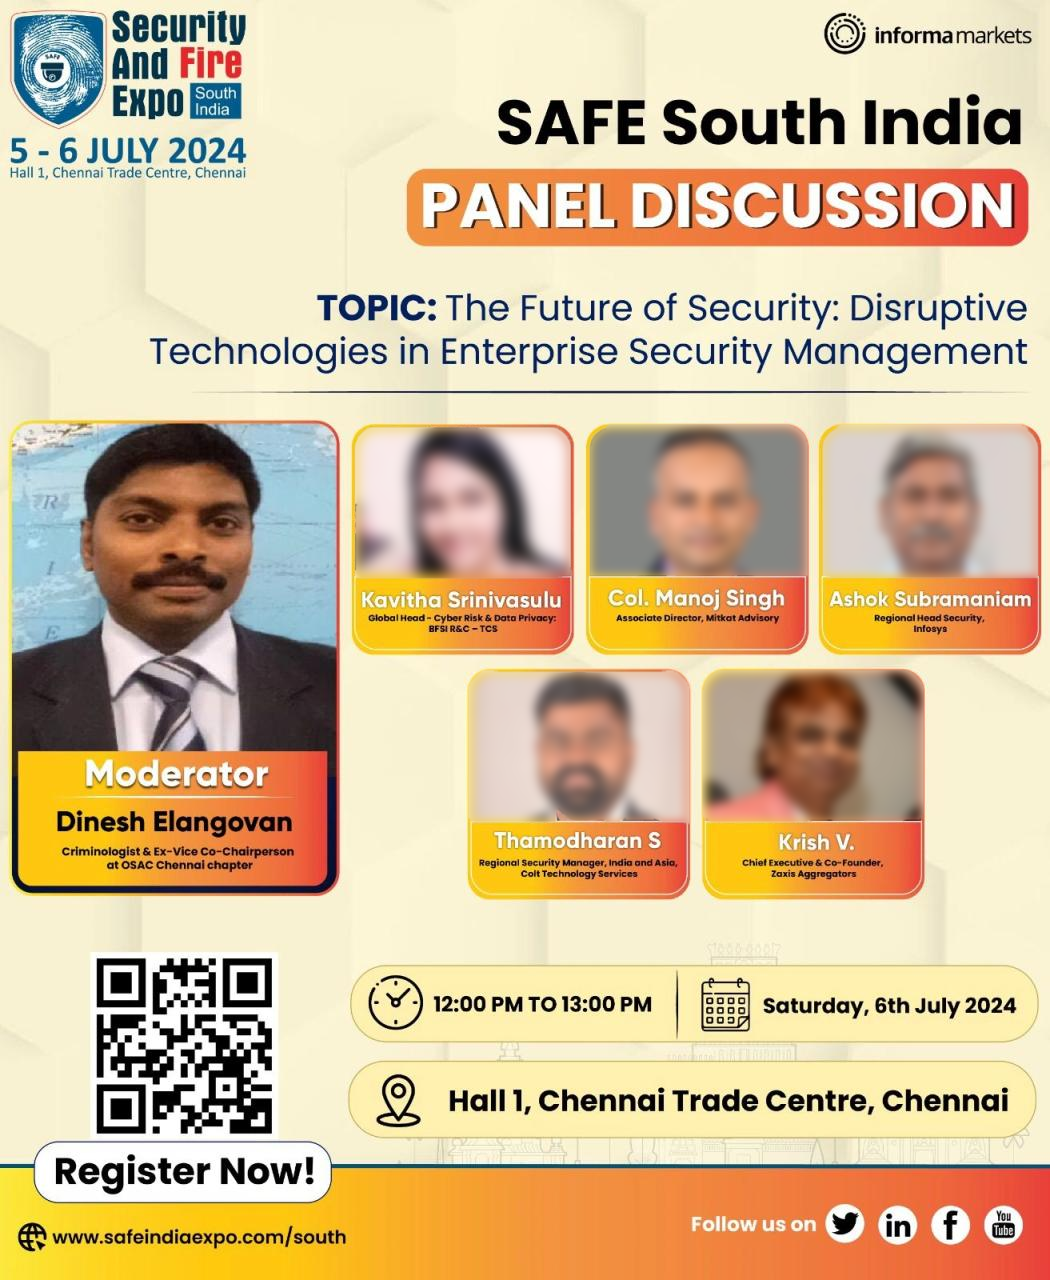 Security
And Fire
Expo South India
SAFE
5 - 6 JULY 2024
Hall 1, Chennai Trade Centre, Chennai
informa markets
SAFE South India
PANEL DISCUSSION
TOPIC: The Future of Security: Disruptive
Technologies in Enterprise Security Management
R
I
E
Moderator
Dinesh Elangovan
Criminologist & Ex-Vice Co-Chairperson
at OSAC Chennai chapter
Kavitha Srinivasulu
Global Head - Cyber Risk & Data Privacy:
BFSI R&C – TCS
Col. Manoj Singh
Associate Director, Mitkat Advisory
Ashok Subramaniam
Regional Head Security,
Infosys
Thamodharan S
Regional Security Manager, India and Asia,
Colt Technology Services
Krish V.
Chief Executive & Co-Founder,
Zaxis Aggregators
12:00 PM TO 13:00 PM
Saturday, 6th July 2024
Hall 1, Chennai Trade Centre, Chennai
Register Now!
www.safeindiaexpo.com/south
Follow us on
in
f
You
Tube